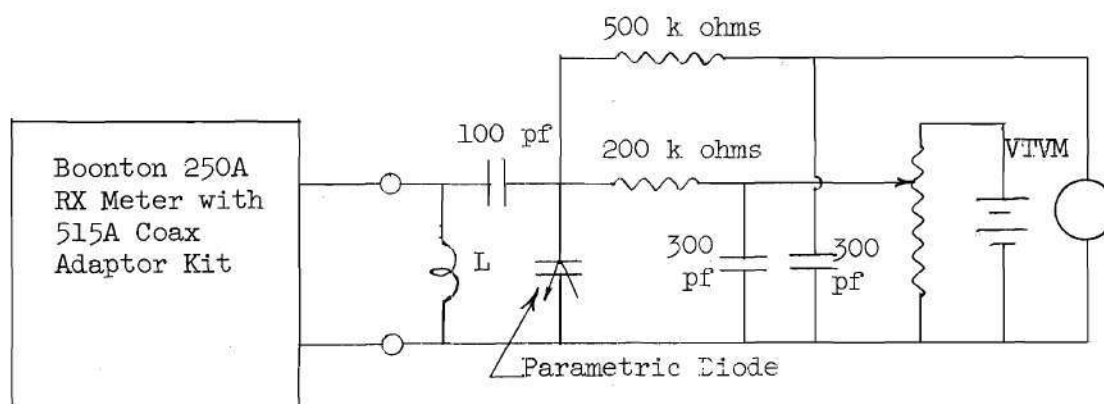 500 k ohms
100 pf
200 k ohms
VTVM
Boonton 250A
RX Meter with
515A Coax
Adaptor Kit
L
300
pf
300
pf
Parametric Diode